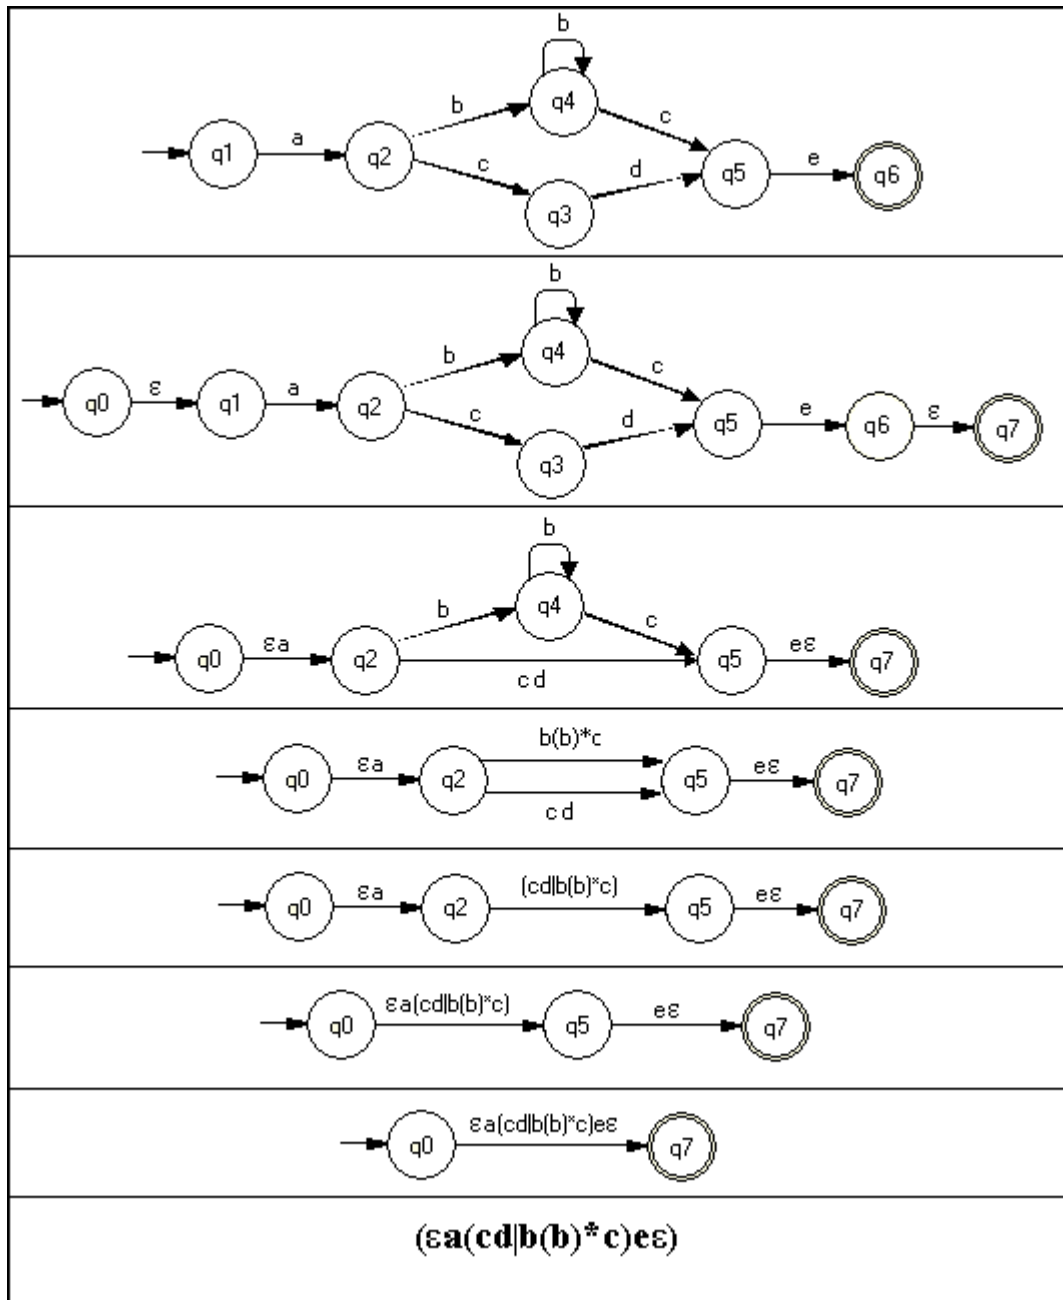 b
q1 a q2 b q4 c q5 e q6
c q3 d
b
q0 ε q1 a q2 b q4 c q5 e q6 ε q7
c q3 d
b
q0 εa q2 b q4 c q5 eε q7
cd
b(b)*c
q0 εa q2 q5 eε q7
cd
q0 εa q2 (cd|b(b)*c) q5 eε q7
q0 εa(cd|b(b)*c) q5 eε q7
q0 εa(cd|b(b)*c)eε q7
(εa(cd|b(b)*c)eε)